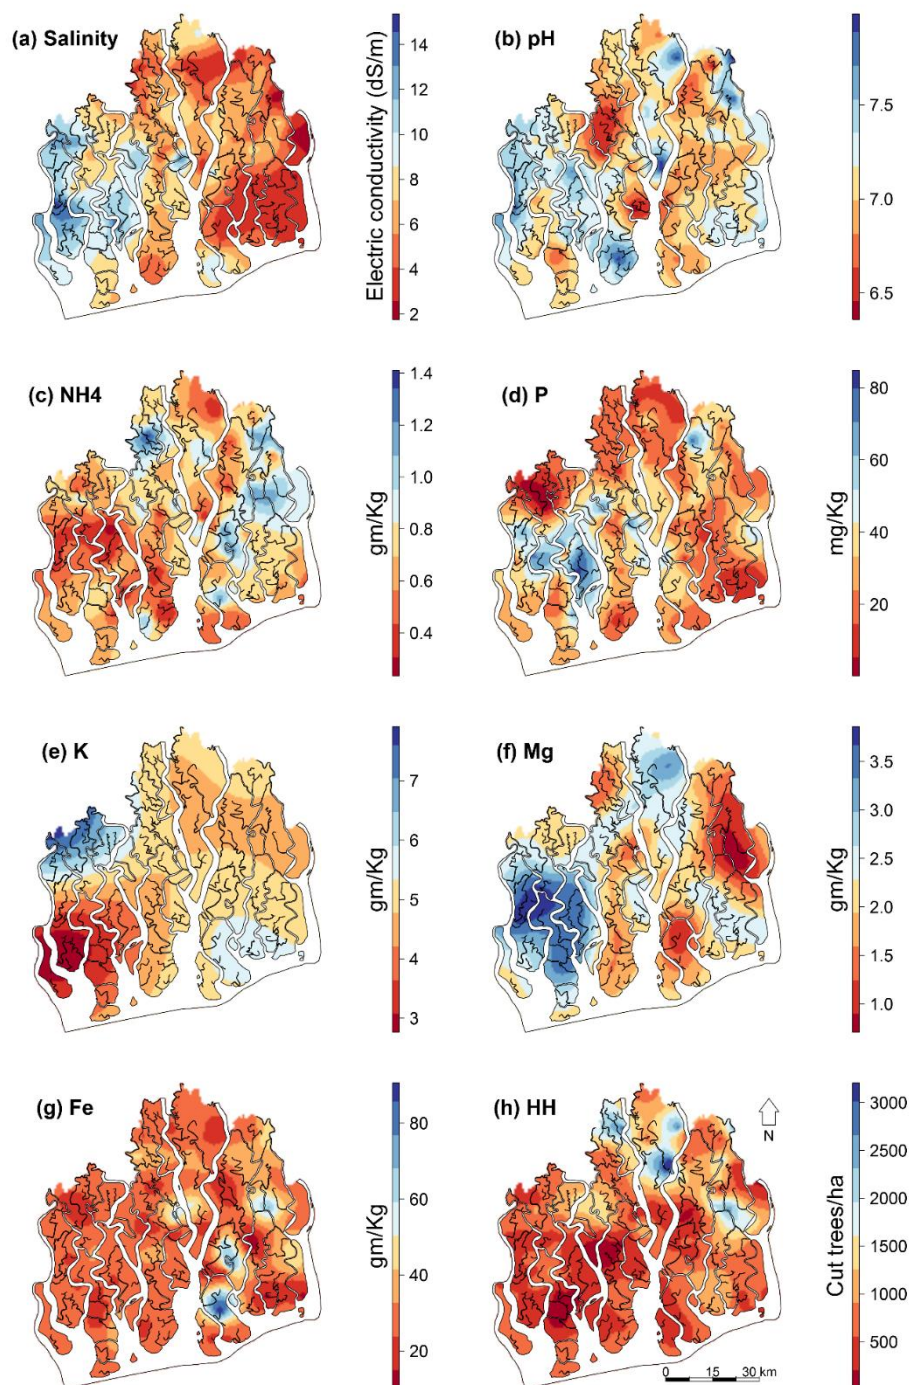 (a) Salinity
Electric conductivity (dS/m)
14
12
10
8
6
4
2
(b) pH
7.5
7.0
6.5
(c) NH4
gm/Kg
1.4
1.2
1.0
0.8
0.6
0.4
(d) P
mg/Kg
80
60
40
20
(e) K
gm/Kg
7
6
5
4
3
(f) Mg
gm/Kg
3.5
3.0
2.5
2.0
1.5
1.0
(g) Fe
gm/Kg
80
60
40
20
(h) HH
N
Cut trees/ha
3000
2500
2000
1500
1000
500
0 15 30 km